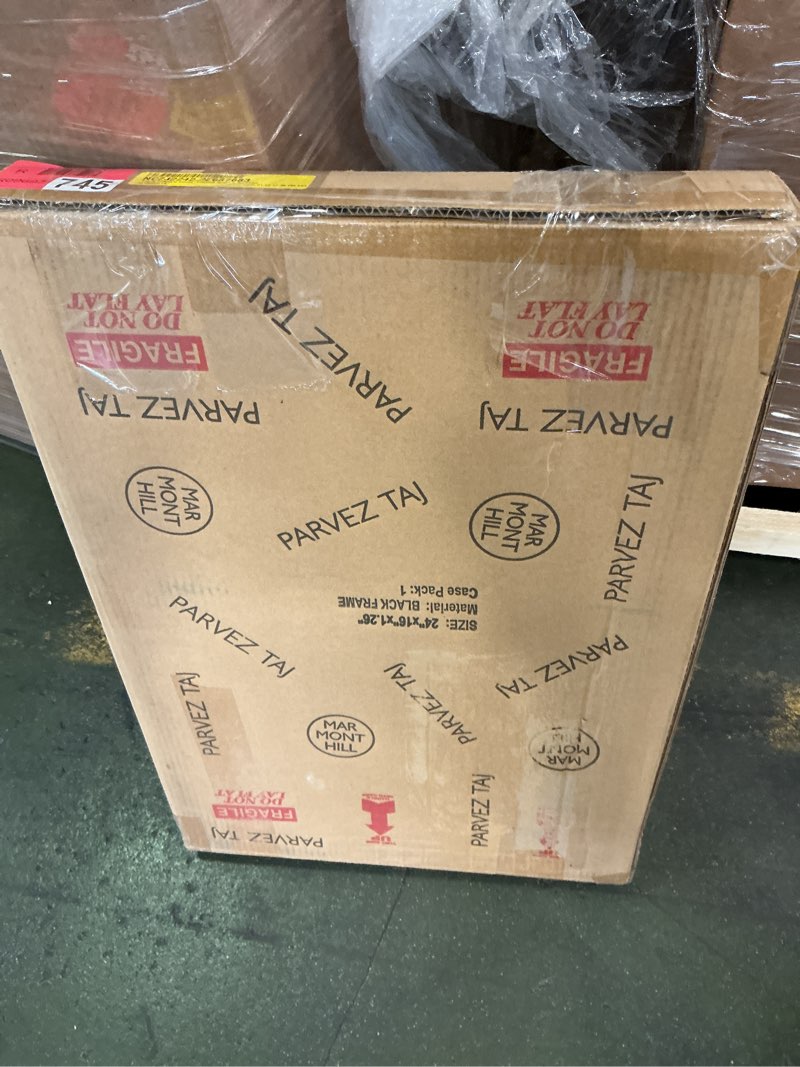 745
DO NOT
LAY FLAT
FRAGILE
DO NOT
LAY FLAT
FRAGILE
PARVEZ TAJ
PARVEZ TAJ
PARVEZ TAJ
MAR
MONT
HILL
PARVEZ TAJ
MAR
MONT
HILL
PARVEZ TAJ
SIZE: 24"x16"x1.26"
Material: BLACK FRAME
Case Pack: 1
PARVEZ TAJ
PARVEZ TAJ
PARVEZ TAJ
PARVEZ TAJ
MAR
MONT
HILL
MAR
MONT
PARVEZ TAJ
DO NOT
LAY FLAT
FRAGILE
PARVEZ TAJ
UP